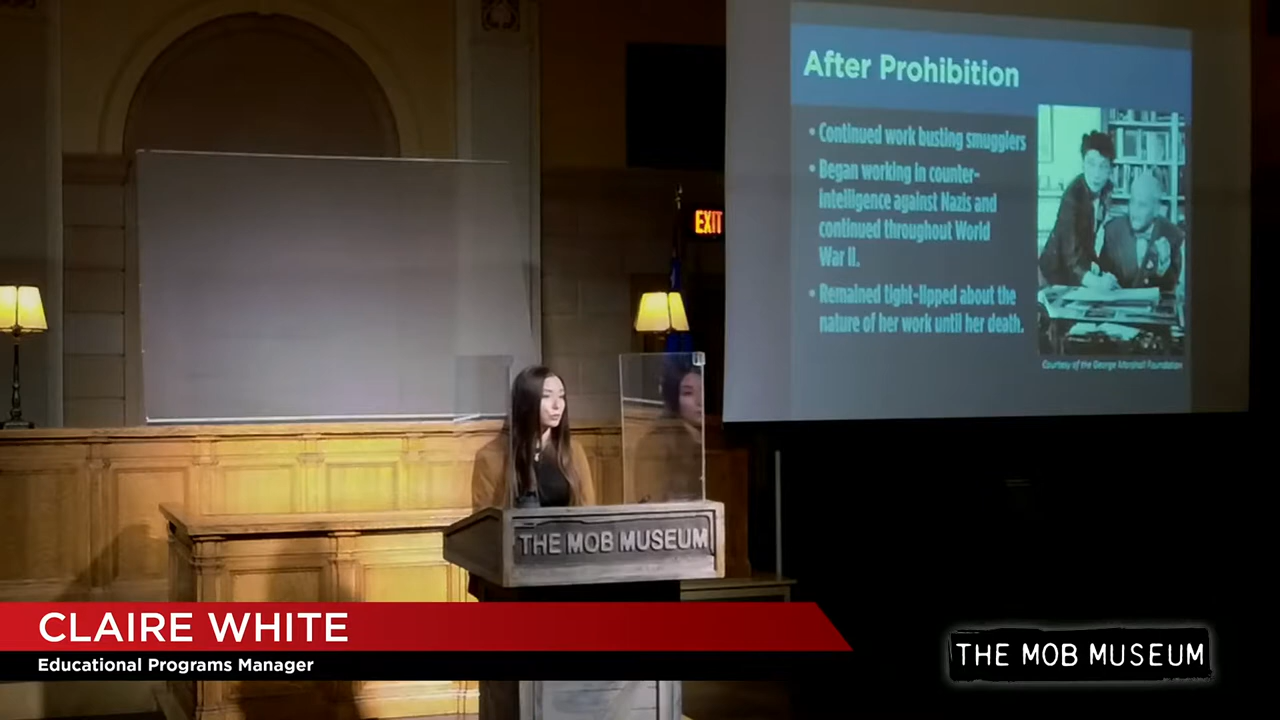 After Prohibition
• Continued work busting smugglers
• Began working in counter-
intelligence against Nazis and
continued throughout World
War II.
• Remained tight-lipped about the
nature of her work until her death.
Courtesy of the George Marshall Foundation
EXIT
THE MOB MUSEUM
CLAIRE WHITE
Educational Programs Manager
THE MOB MUSEUM